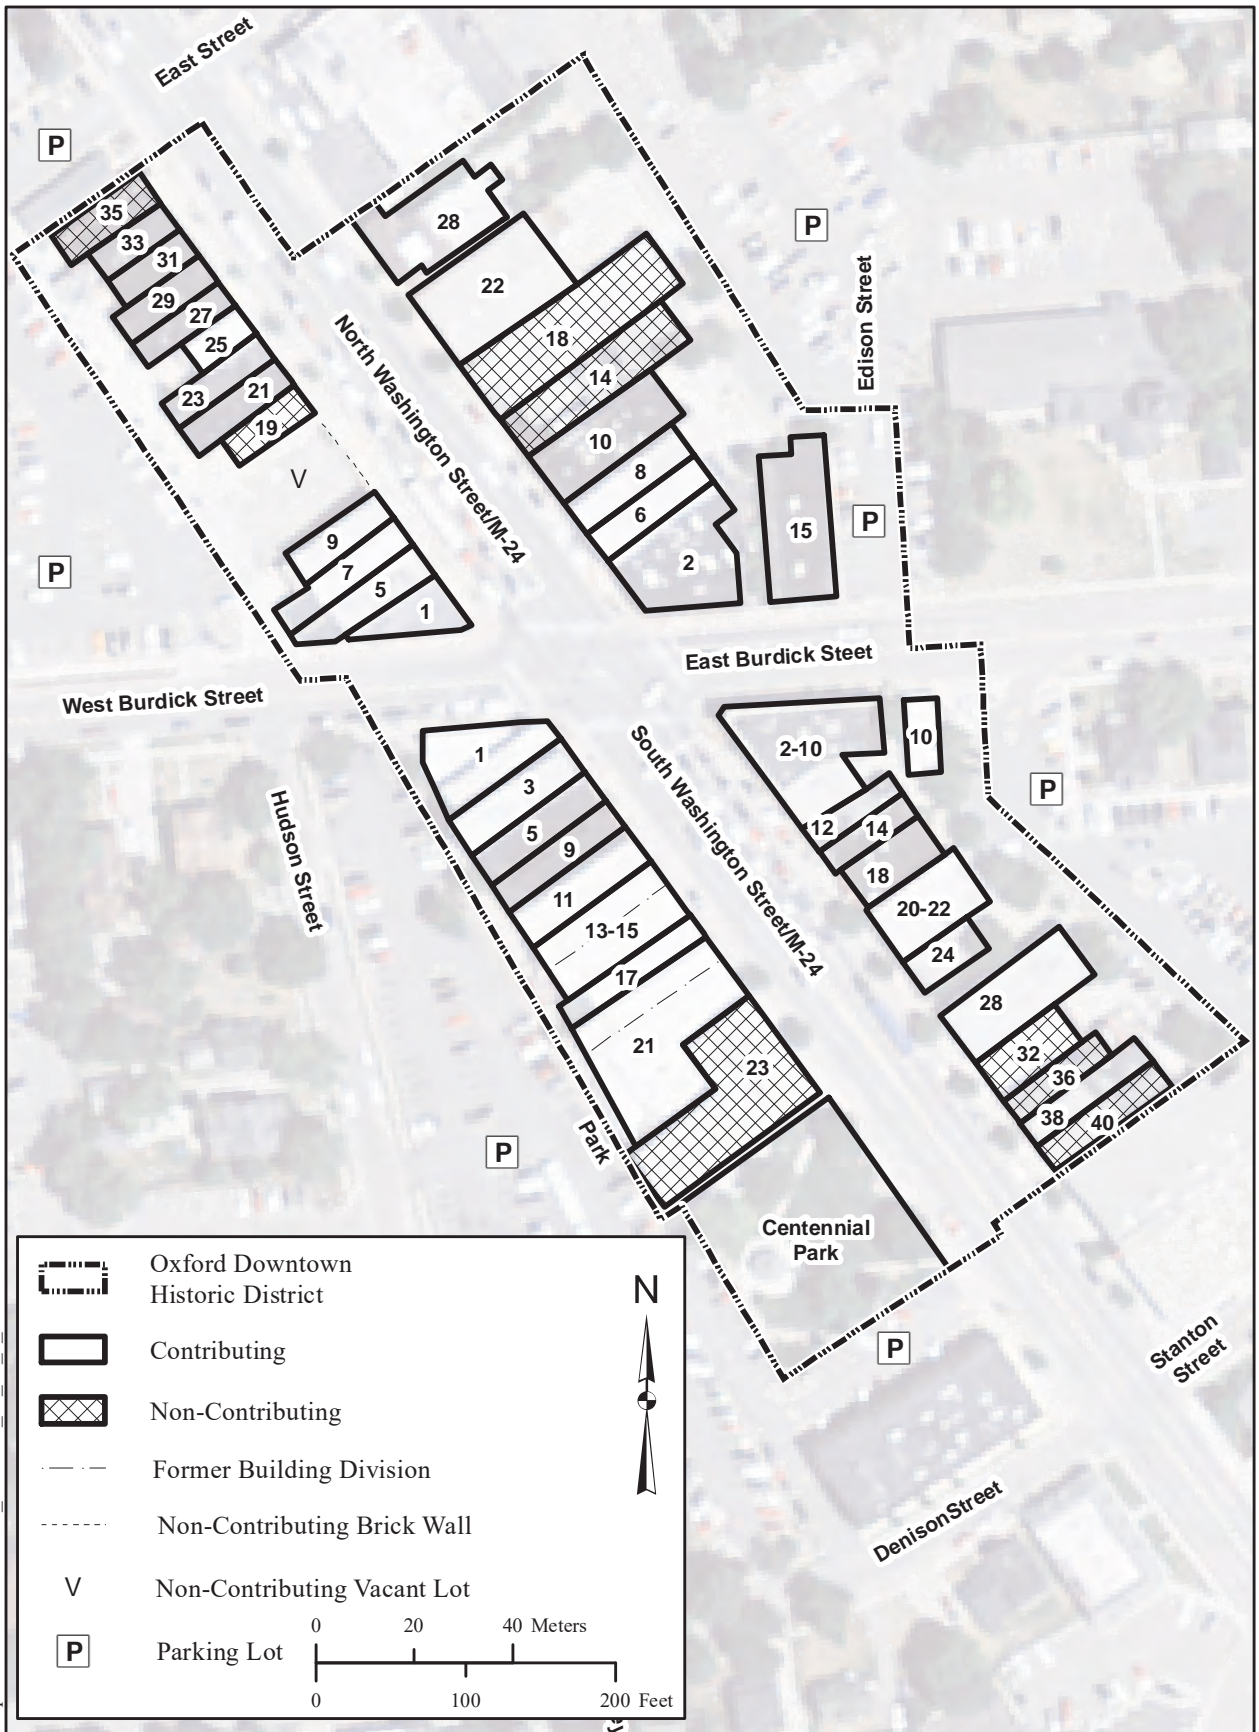 East Street
P
35
33
31
29
27
25
23
21
19
V
9
7
5
1
P
28
22
18
14
10
8
6
2
15
P
P
Edison Street
North Washington Street/M-24
East Burdick Steet
West Burdick Street
Hudson Street
South Washington Street/M-24
1
3
5
9
11
13-15
17
21
23
2-10
10
12
14
18
20-22
24
28
32
36
38
40
P
P
Park
Centennial
Park
P
Stanton
Street
DenisonStreet
Oxford Downtown
Historic District
Contributing
Non-Contributing
Former Building Division
Non-Contributing Brick Wall
V Non-Contributing Vacant Lot
P Parking Lot
N
0 20 40 Meters
0 100 200 Feet